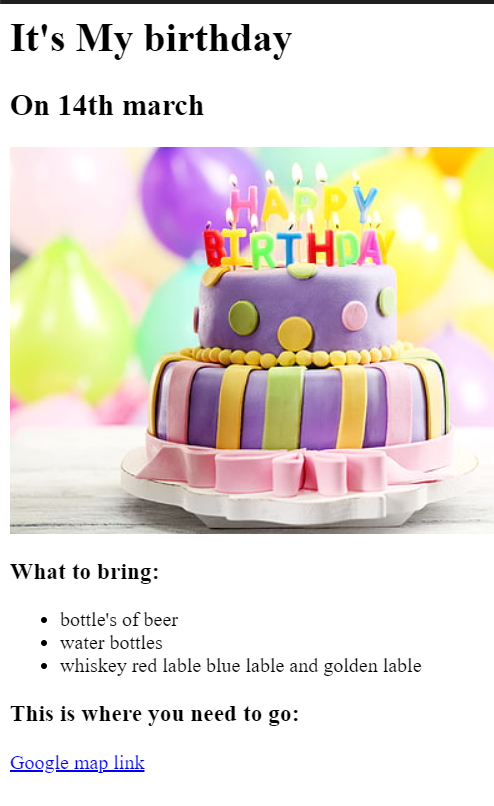 It's My birthday
On 14th march
HAPPY
BIRTHDAY
What to bring:
bottle's of beer
water bottles
whiskey red lable blue lable and golden lable
This is where you need to go:
Google map link